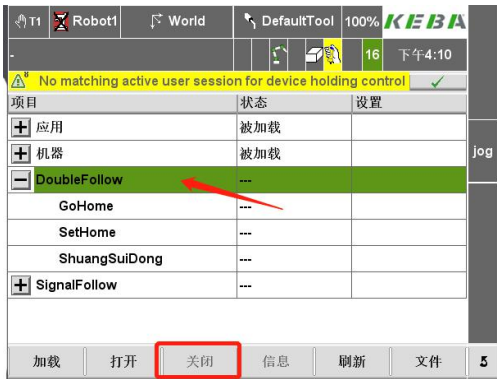 T1 Robot1 World DefaultTool 100% KEBA
- 16 下午4:10
No matching active user session for device holding control
项目 状态 设置
应用 被加载
机器 被加载
jog
DoubleFollow ---
GoHome ---
SetHome ---
ShuangSuiDong ---
SignalFollow ---
加载 打开 关闭 信息 刷新 文件 5